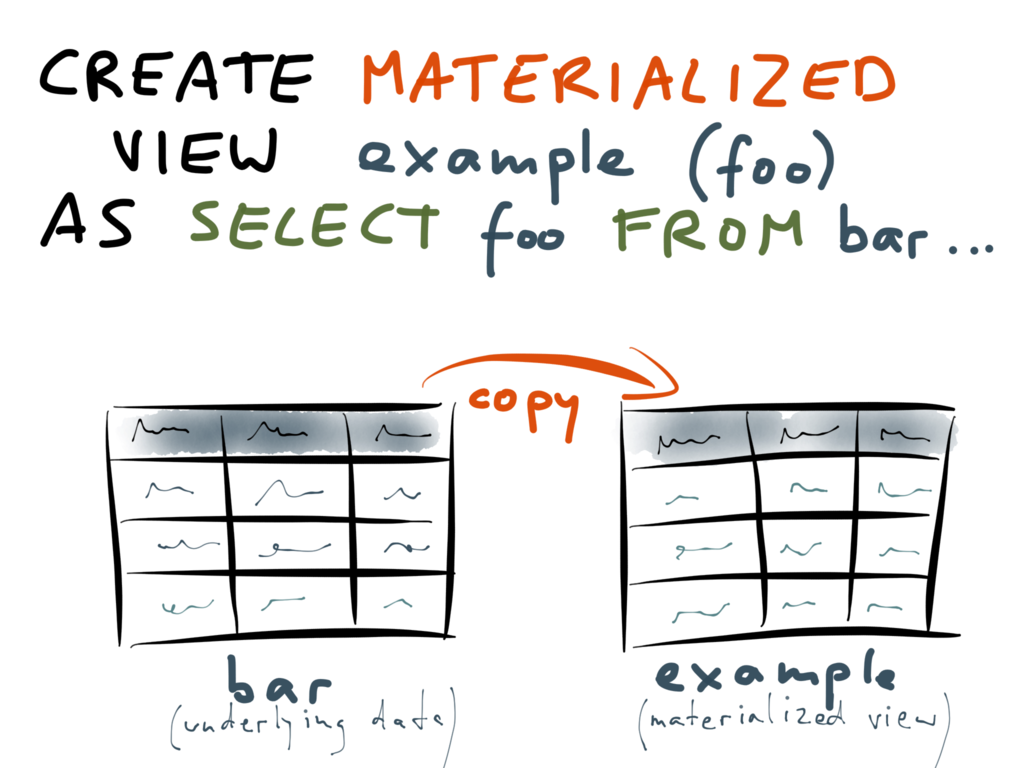 CREATE MATERIALIZED
VIEW example (foo)
AS SELECT foo FROM bar...
copy
bar
(underlying data)
example
(materialized view)